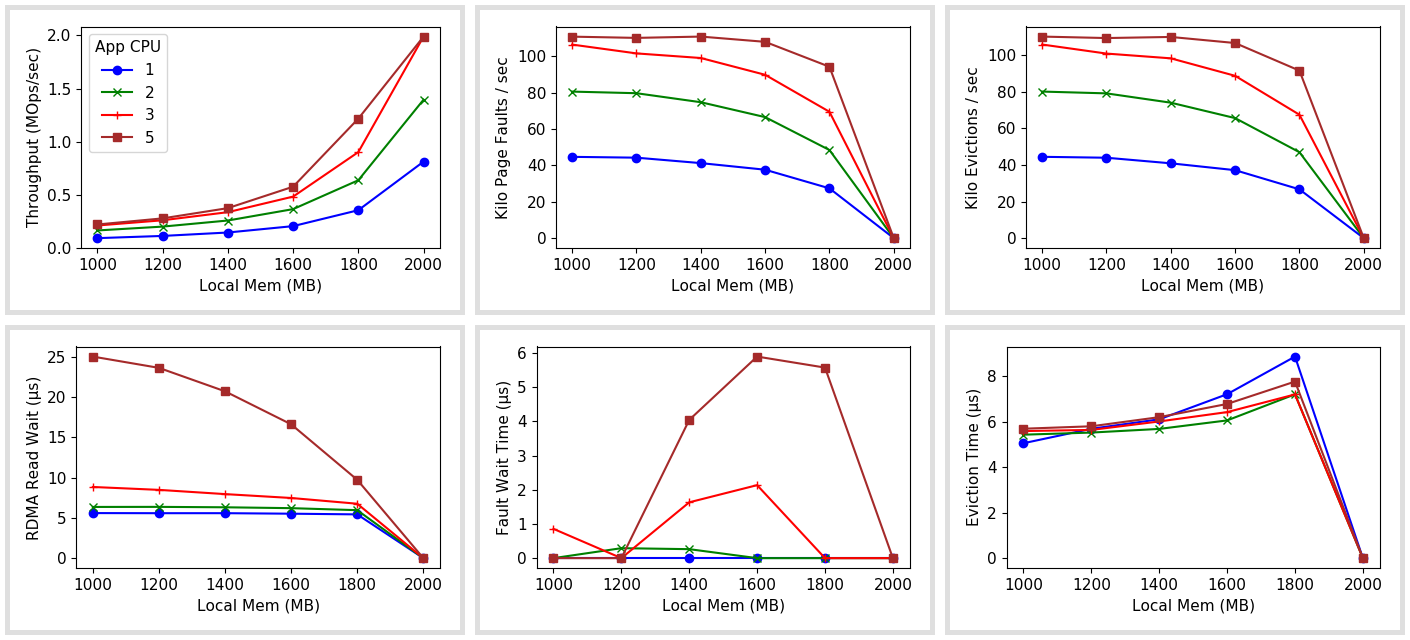 Throughput (MOps/sec)
2.0
1.5
1.0
0.5
0.0
App CPU
1
2
3
5
1000 1200 1400 1600 1800 2000
Local Mem (MB)
Kilo Page Faults / sec
100
80
60
40
20
0
1000 1200 1400 1600 1800 2000
Local Mem (MB)
Kilo Evictions / sec
100
80
60
40
20
0
1000 1200 1400 1600 1800 2000
Local Mem (MB)
RDMA Read Wait (µs)
25
20
15
10
5
0
1000 1200 1400 1600 1800 2000
Local Mem (MB)
Fault Wait Time (µs)
6
5
4
3
2
1
0
1000 1200 1400 1600 1800 2000
Local Mem (MB)
Eviction Time (µs)
8
6
4
2
0
1000 1200 1400 1600 1800 2000
Local Mem (MB)